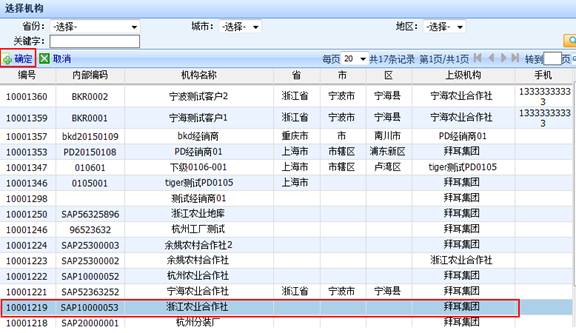 选择机构
省份: -选择- 城市: -选择- 地区: -选择-
关键字:
确定 取消 每页 20 共17条记录 第1页/共1页 转到 页
编号 内部编码 机构名称 省 市 区 上级机构 手机
10001360 BKR0002 宁波测试客户2 浙江省 宁波市 宁海县 宁海农业合作社 13333333333
10001359 BKR0001 宁海测试客户1 浙江省 宁波市 宁海县 宁海农业合作社 13333333333
10001357 bkd20150109 bkd经销商 重庆市 市 南川市 PD经销商01
10001353 PD20150108 PD经销商01 上海市 市辖区 浦东新区 拜耳集团
10001347 010601 下级0106-001 上海市 市辖区 卢湾区 tiger测试PD0105
10001346 0105001 tiger测试PD0105 上海市 拜耳集团
10001298 测试经销商01 拜耳集团
10001250 SAP56325896 浙江农业地库 拜耳集团
10001246 96523632 杭州工厂测试 拜耳集团
10001224 SAP25300003 余姚农村合作社2 拜耳集团
10001223 SAP25300002 余姚农村合作社 浙江农业合作社
10001222 SAP10000052 杭州农业合作社 拜耳集团
10001221 SAP52363252 宁海农业合作社 浙江省 宁波市 宁海县 拜耳集团
10001219 SAP10000053 浙江农业合作社 拜耳集团
10001218 SAP20000001 杭州分装厂 拜耳集团